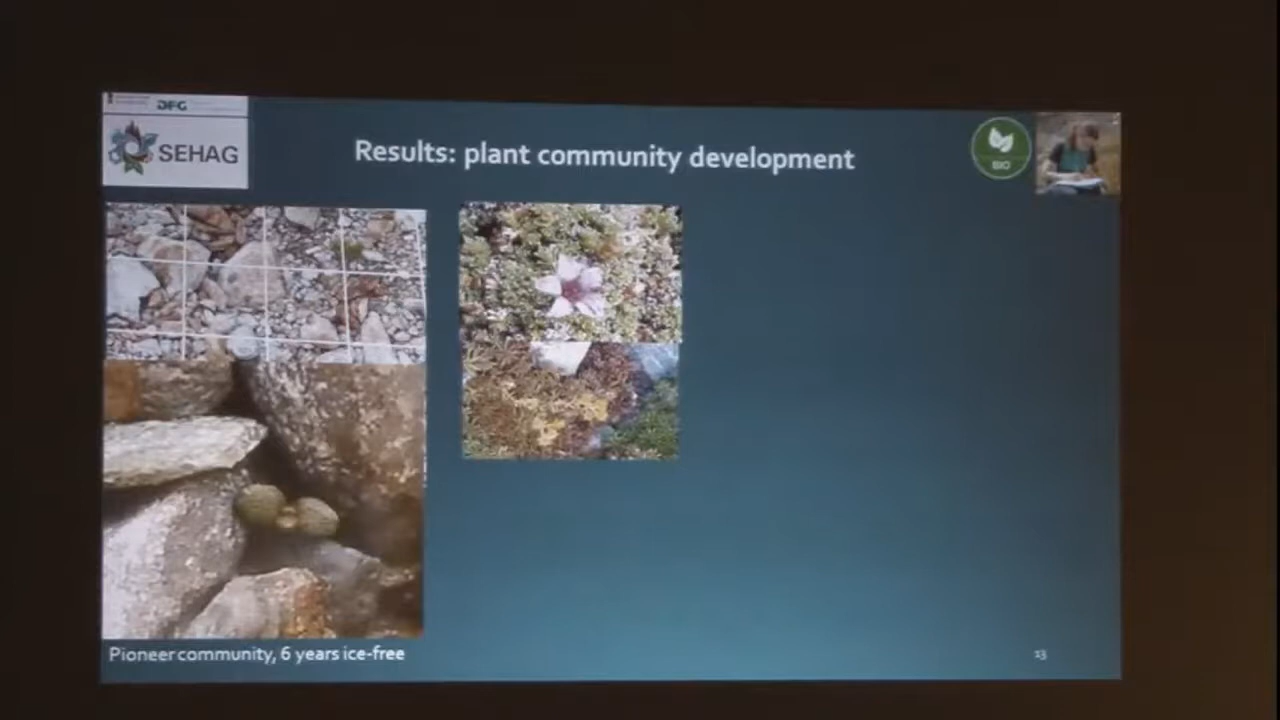 DFG
SEHAG
Results: plant community development
BIO
Pioneer community, 6 years ice-free
13